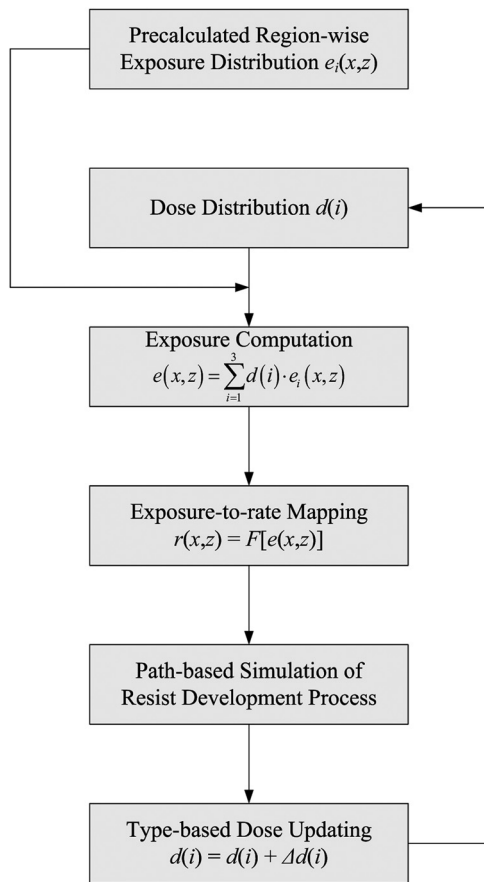 Precalculated Region-wise
Exposure Distribution eᵢ(x,z)
Dose Distribution d(i)
Exposure Computation
e(x,z) = ∑³ᵢ₌₁ d(i)·eᵢ(x,z)
Exposure-to-rate Mapping
r(x,z) = F[e(x,z)]
Path-based Simulation of
Resist Development Process
Type-based Dose Updating
d(i) = d(i) + Δd(i)